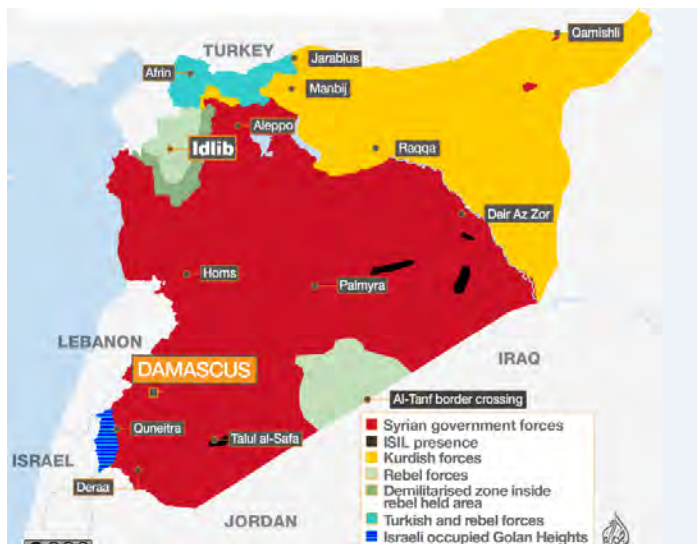 TURKEY
Qamishli
Jarablus
Afrin
Manbij
Aleppo
Idlib
Raqqa
Deir Az Zor
Homs
Palmyra
LEBANON
IRAQ
DAMASCUS
Al-Tanf border crossing
Quneitra
Talul al-Safa
ISRAEL
Deraa
JORDAN
Syrian government forces
ISIL presence
Kurdish forces
Rebel forces
Demilitarised zone inside
rebel held area
Turkish and rebel forces
Israeli occupied Golan Heights